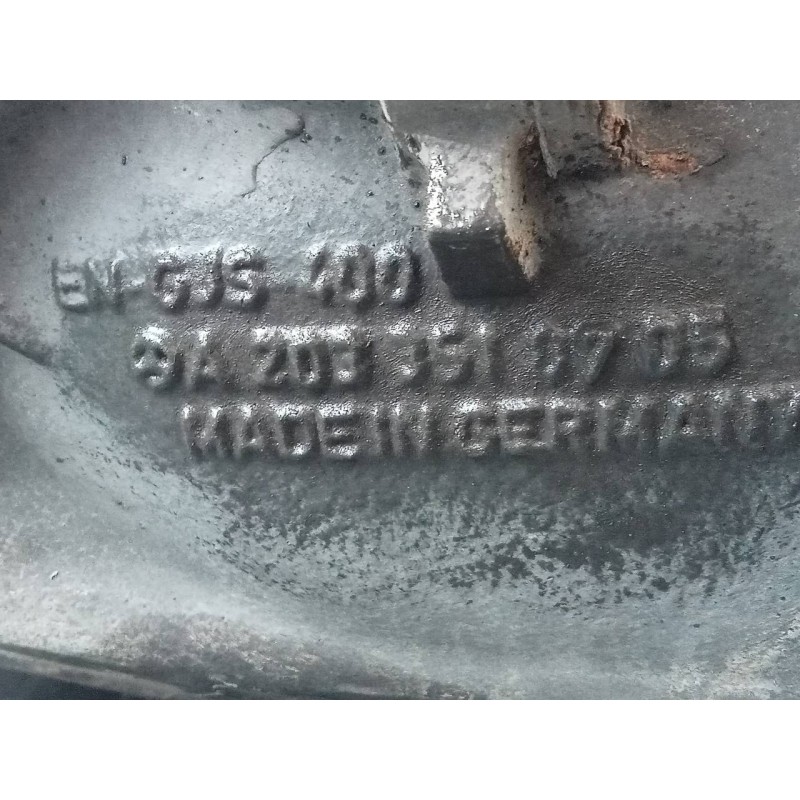 EN-GJS-400
A 203 351 07 05
MADE IN GERMANY